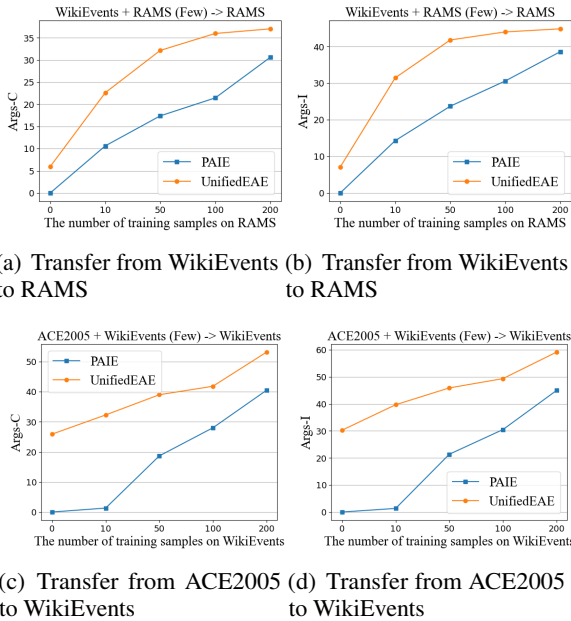 WikiEvents + RAMS (Few) -> RAMS
Args-C
35
30
25
20
15
10
5
0
PAIE
UnifiedEAE
0 10 50 100 200
The number of training samples on RAMS
WikiEvents + RAMS (Few) -> RAMS
Args-I
40
30
20
10
0
PAIE
UnifiedEAE
0 10 50 100 200
The number of training samples on RAMS
(a) Transfer from WikiEvents
to RAMS
(b) Transfer from WikiEvents
to RAMS
ACE2005 + WikiEvents (Few) -> WikiEvents
Args-C
50
40
30
20
10
0
PAIE
UnifiedEAE
0 10 50 100 200
The number of training samples on WikiEvents
ACE2005 + WikiEvents (Few) -> WikiEvents
Args-I
60
50
40
30
20
10
0
PAIE
UnifiedEAE
0 10 50 100 200
The number of training samples on WikiEvents
(c) Transfer from ACE2005
to WikiEvents
(d) Transfer from ACE2005
to WikiEvents